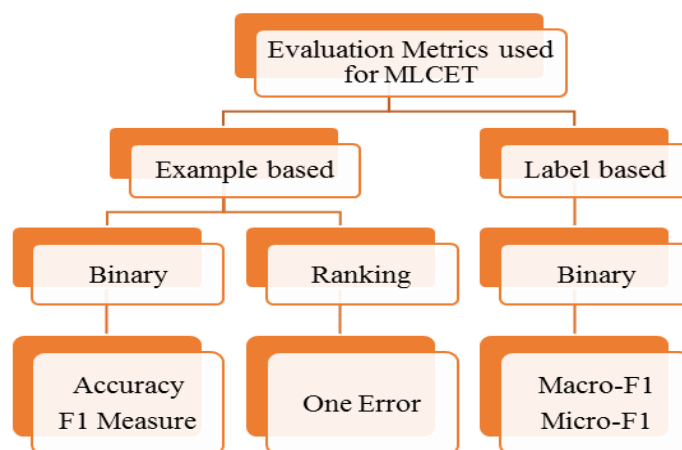 Evaluation Metrics used
for MLCET
Example based
Label based
Binary
Ranking
Binary
Accuracy
F1 Measure
One Error
Macro-F1
Micro-F1